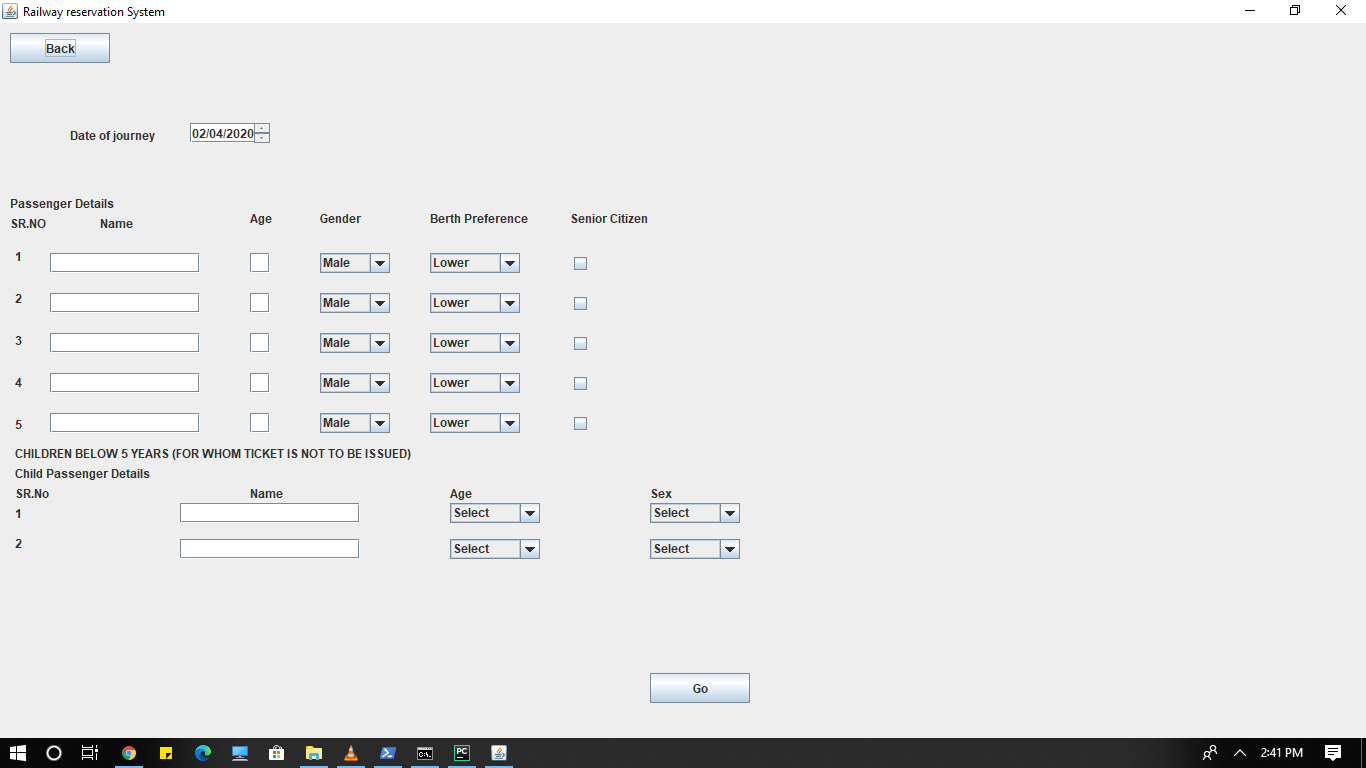 Railway reservation System
Back
Date of journey 02/04/2020
Passenger Details
SR.NO Name Age Gender Berth Preference Senior Citizen
1 Male Lower
2 Male Lower
3 Male Lower
4 Male Lower
5 Male Lower
CHILDREN BELOW 5 YEARS (FOR WHOM TICKET IS NOT TO BE ISSUED)
Child Passenger Details
SR.No Name Age Sex
1 Select Select
2 Select Select
Go
C:\. PC 2:41 PM